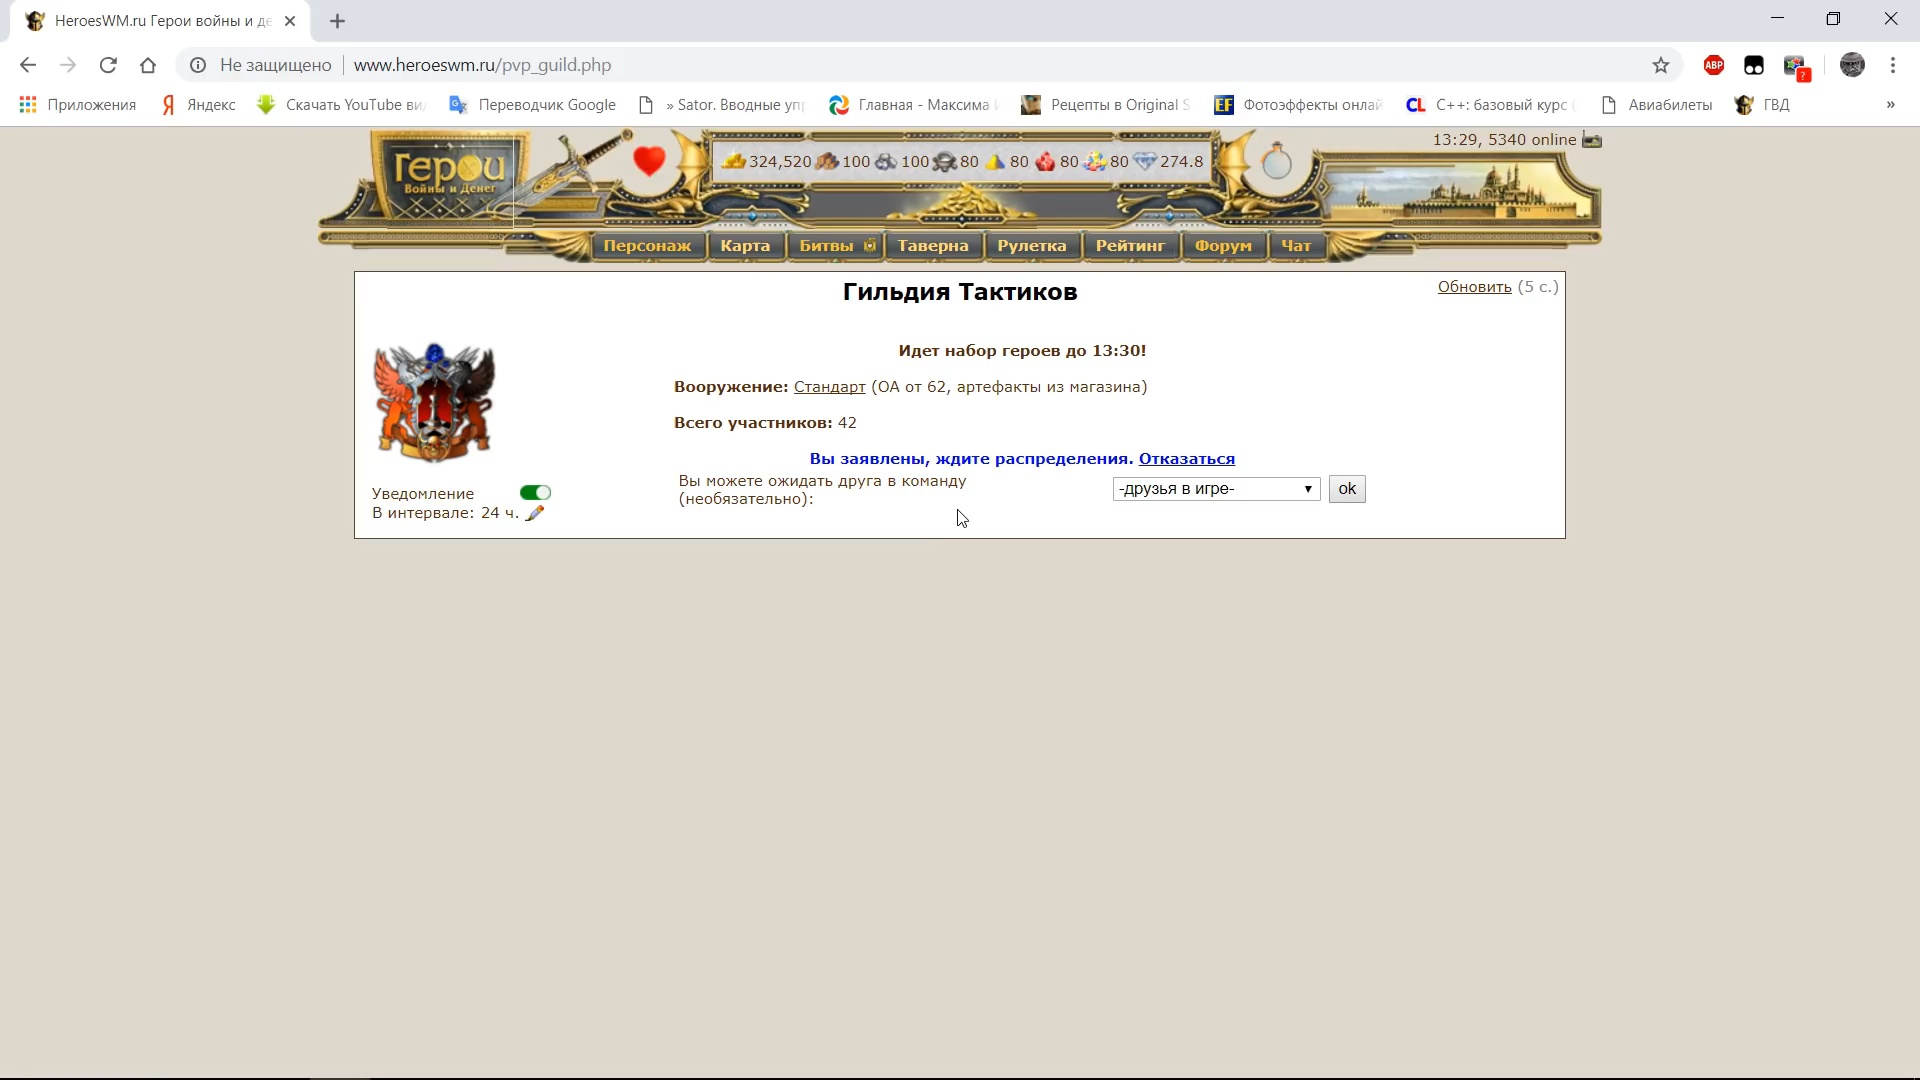 HeroesWM.ru Герои войны и де
Не защищено www.heroeswm.ru/pvp_guild.php
ABP
?
Приложения Яндекс Скачать YouTube ви Переводчик Google » Sator. Вводные уп Главная - Максима Рецепты в Original S EF Фотоэффекты онлай CL C++: базовый курс ( Авиабилеты ГВД »
13:29, 5340 online
Герои
Войны и Денег
324,520 100 100 80 80 80 80 274.8
Персонаж Карта Битвы Таверна Рулетка Рейтинг Форум Чат
Гильдия Тактиков
Обновить (5 с.)
Идет набор героев до 13:30!
Вооружение: Стандарт (ОА от 62, артефакты из магазина)
Всего участников: 42
Вы заявлены, ждите распределения. Отказаться
Вы можете ожидать друга в команду
(необязательно):
-друзья в игре- ok
Уведомление
В интервале: 24 ч.